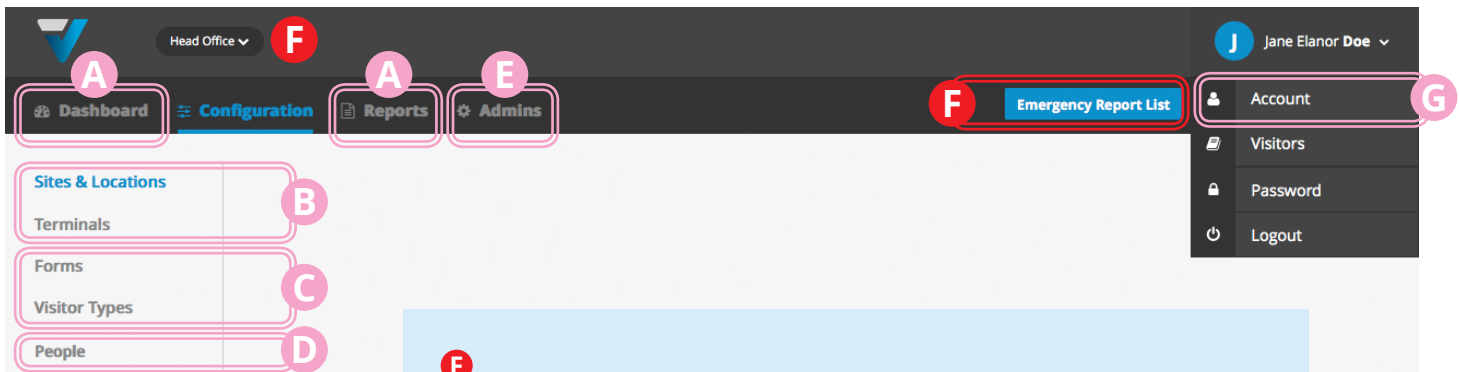 Head Office
F
J
Jane Elanor Doe
A
A
E
Dashboard
Configuration
Reports
Admins
F
Emergency Report List
Account
G
Visitors
Password
Logout
Sites & Locations
B
Terminals
Forms
C
Visitor Types
People
D